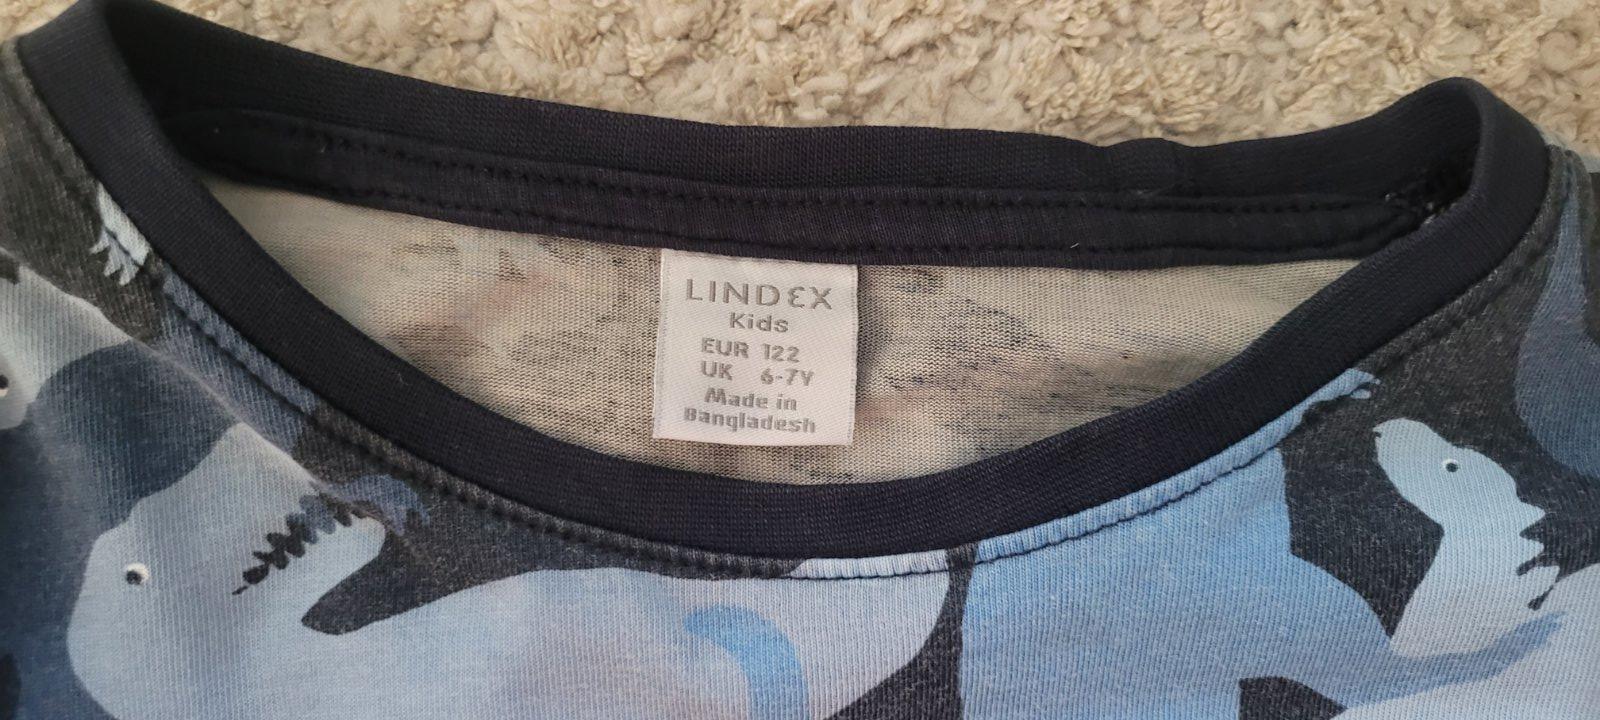 LINDEX
Kids
EUR 122
UK 6-7Y
Made in
Bangladesh